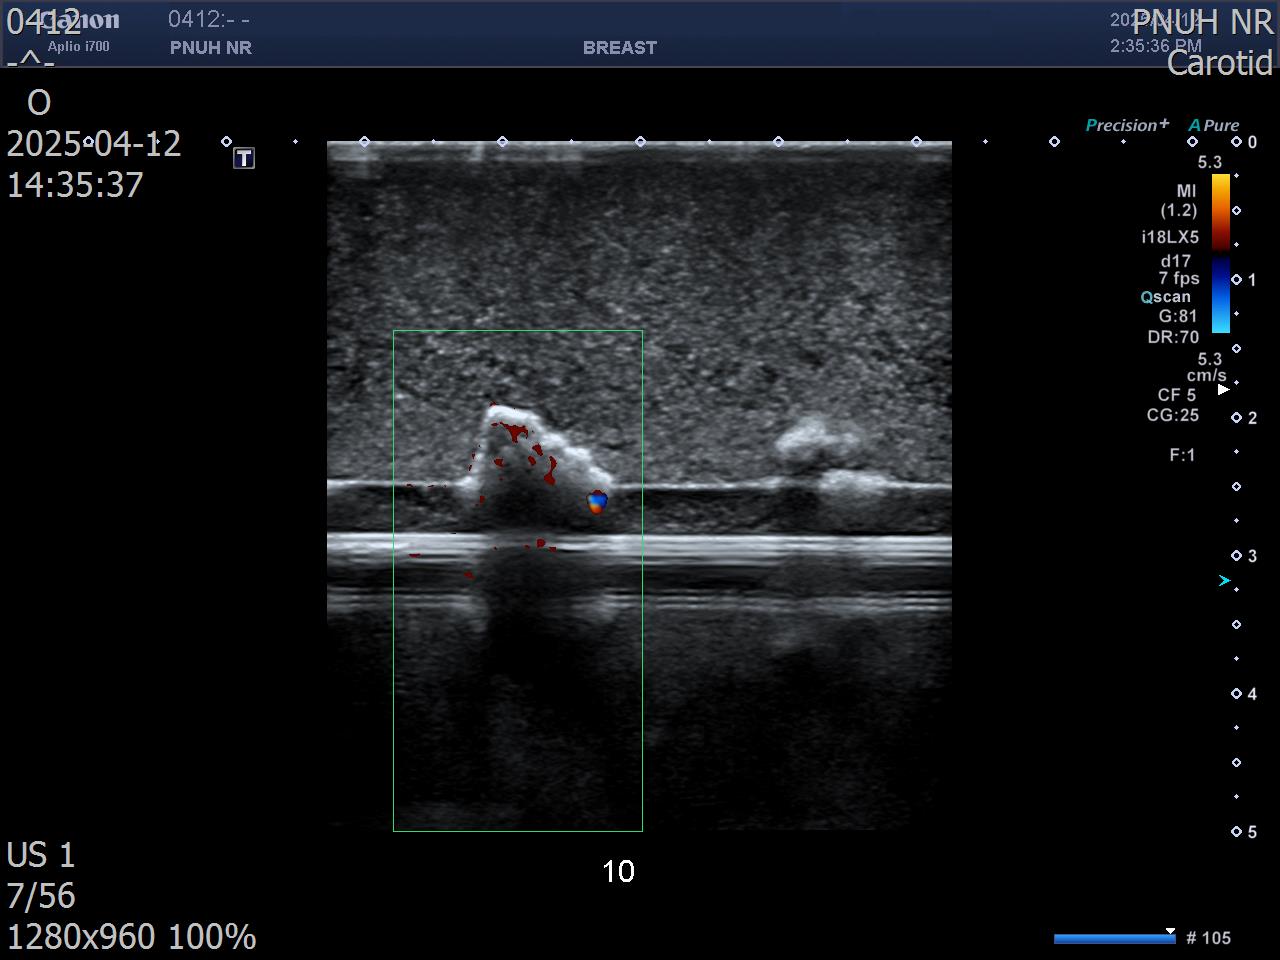 0412
Canon
0412:- -
PNUH NR
Aplio i700
PNUH NR
BREAST
2:35:36 PM
-^-
Carotid
O
2025-04-12
14:35:37
T
Precision+ A Pure
0
5.3
MI
(1.2)
i18LX5
d17
7 fps
Qscan
G:81
DR:70
1
5.3
cm/s
CF 5
CG:25
2
F:1
3
4
5
US 1
7/56
10
1280x960 100%
# 105